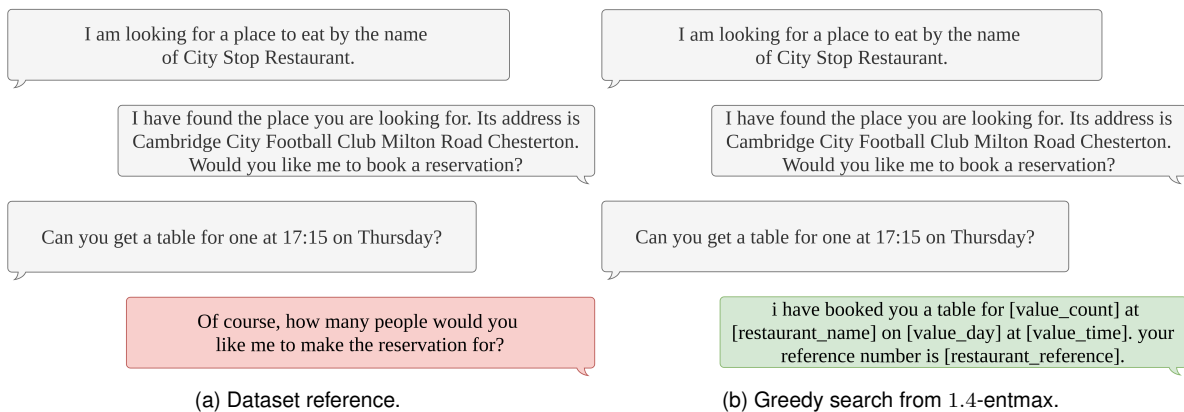 I am looking for a place to eat by the name
of City Stop Restaurant.
I have found the place you are looking for. Its address is
Cambridge City Football Club Milton Road Chesterton.
Would you like me to book a reservation?
Can you get a table for one at 17:15 on Thursday?
Of course, how many people would you
like me to make the reservation for?
(a) Dataset reference.
I am looking for a place to eat by the name
of City Stop Restaurant.
I have found the place you are looking for. Its address is
Cambridge City Football Club Milton Road Chesterton.
Would you like me to book a reservation?
Can you get a table for one at 17:15 on Thursday?
i have booked you a table for [value_count] at
[restaurant_name] on [value_day] at [value_time]. your
reference number is [restaurant_reference].
(b) Greedy search from 1.4-entmax.